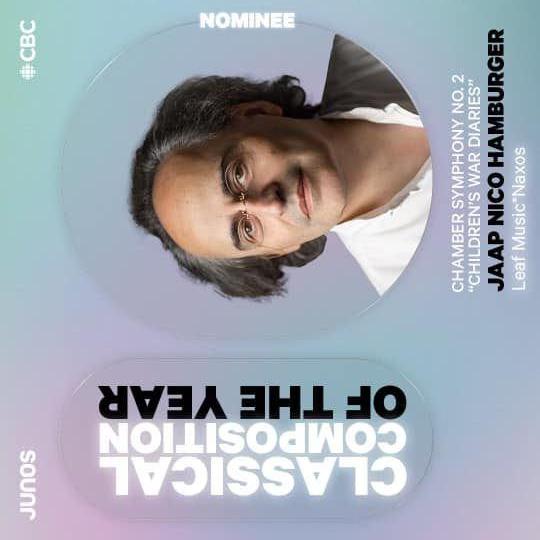 NOMINEE
CBC
CHAMBER SYMPHONY NO. 2
"CHILDREN'S WAR DIARIES"
JAAP NICO HAMBURGER
Leaf Music*Naxos
CLASSICAL
COMPOSITION
OF THE YEAR
JUNOS